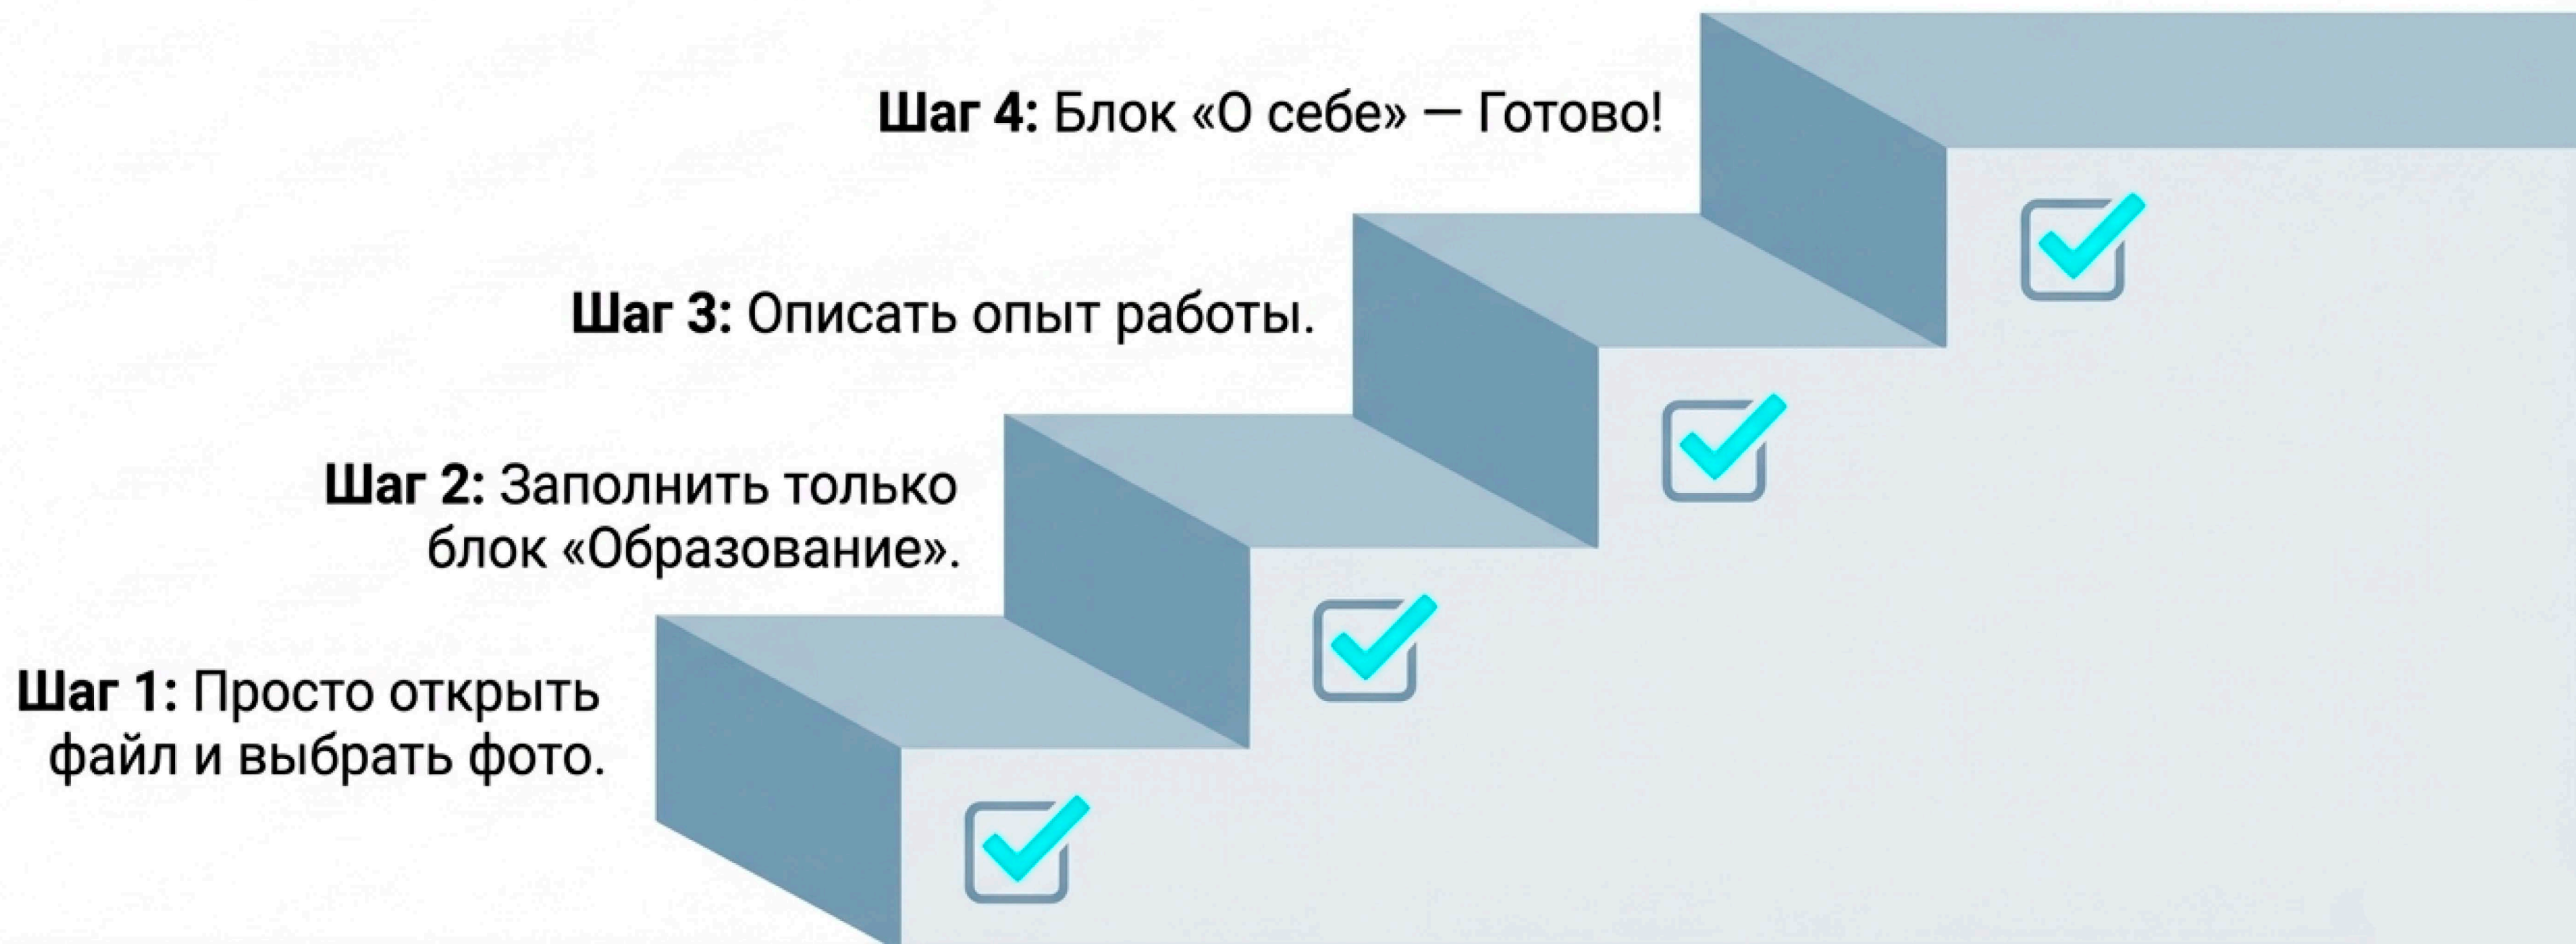 Шаг 4: Блок «О себе» — Готово!
Шаг 3: Описать опыт работы.
Шаг 2: Заполнить только
блок «Образование».
Шаг 1: Просто открыть
файл и выбрать фото.